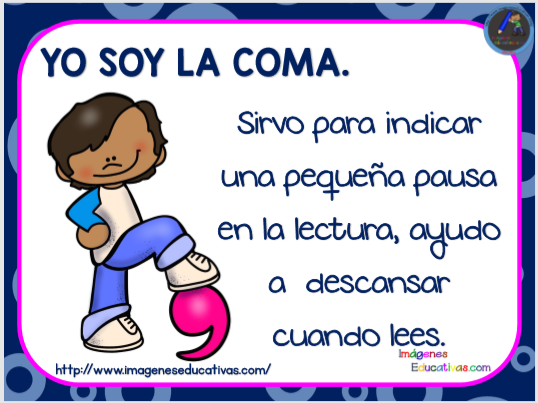 YO SOY LA COMA.
Sirvo para indicar
una pequeña pausa
en la lectura, ayudo
a descansar
cuando lees.
Imágenes
Educativas.com
http://www.imageneseducativas.com/